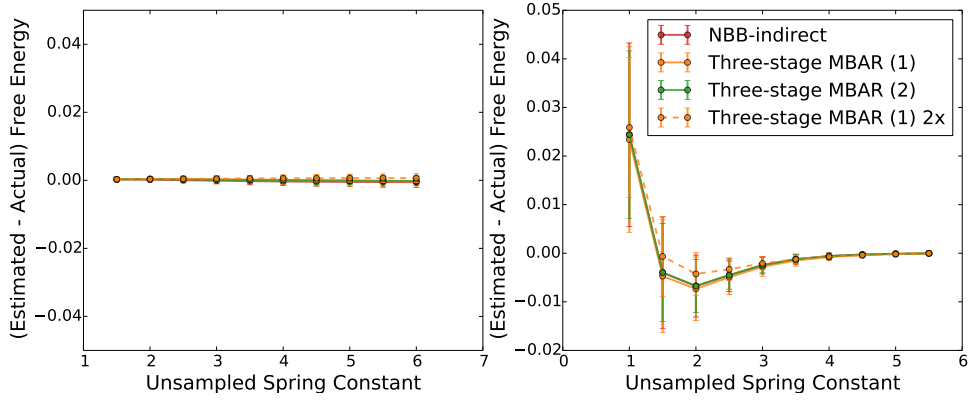 (Estimated - Actual) Free Energy
0.04
0.02
0.00
−0.02
−0.04
1 2 3 4 5 6 7
Unsampled Spring Constant
(Estimated - Actual) Free Energy
0.05
0.04
0.03
0.02
0.01
0.00
−0.01
−0.02
0 1 2 3 4 5 6
Unsampled Spring Constant
NBB-indirect
Three-stage MBAR (1)
Three-stage MBAR (2)
Three-stage MBAR (1) 2x